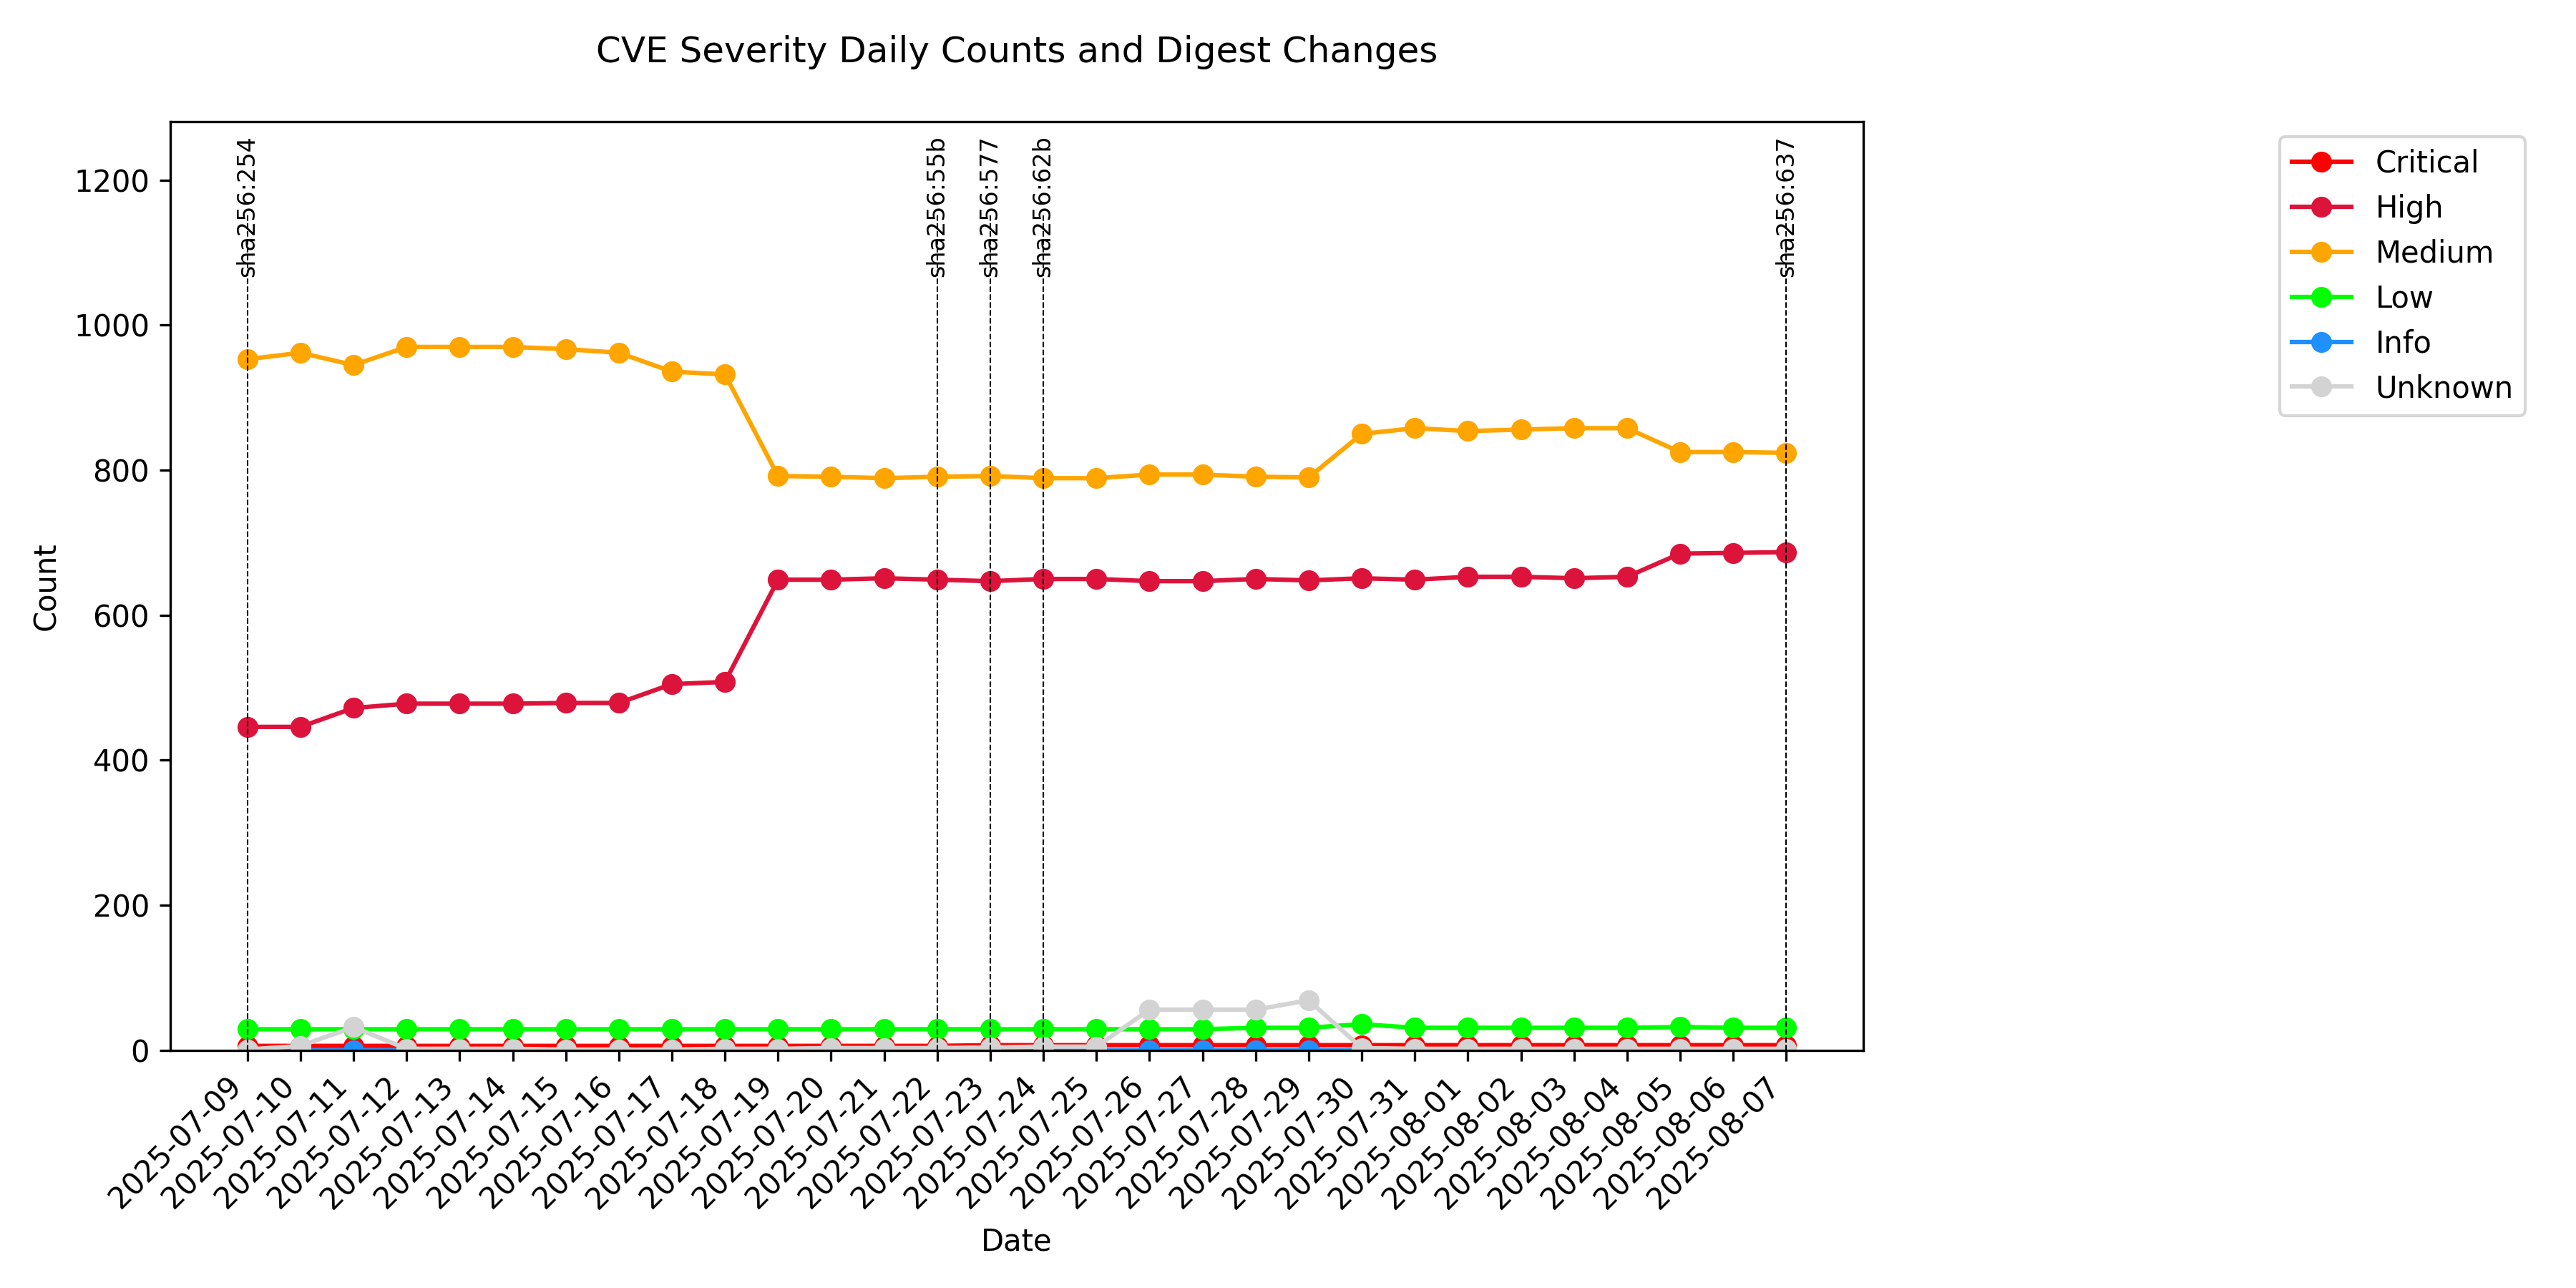 CVE Severity Daily Counts and Digest Changes
sha256:254
sha256:55b
sha256:577
sha256:62b
sha256:637
Critical
High
Medium
Low
Info
Unknown
Count
1200
1000
800
600
400
200
0
2025-07-09
2025-07-10
2025-07-11
2025-07-12
2025-07-13
2025-07-14
2025-07-15
2025-07-16
2025-07-17
2025-07-18
2025-07-19
2025-07-20
2025-07-21
2025-07-22
2025-07-23
2025-07-24
2025-07-25
2025-07-26
2025-07-27
2025-07-28
2025-07-29
2025-07-30
2025-07-31
2025-08-01
2025-08-02
2025-08-03
2025-08-04
2025-08-05
2025-08-06
2025-08-07
Date